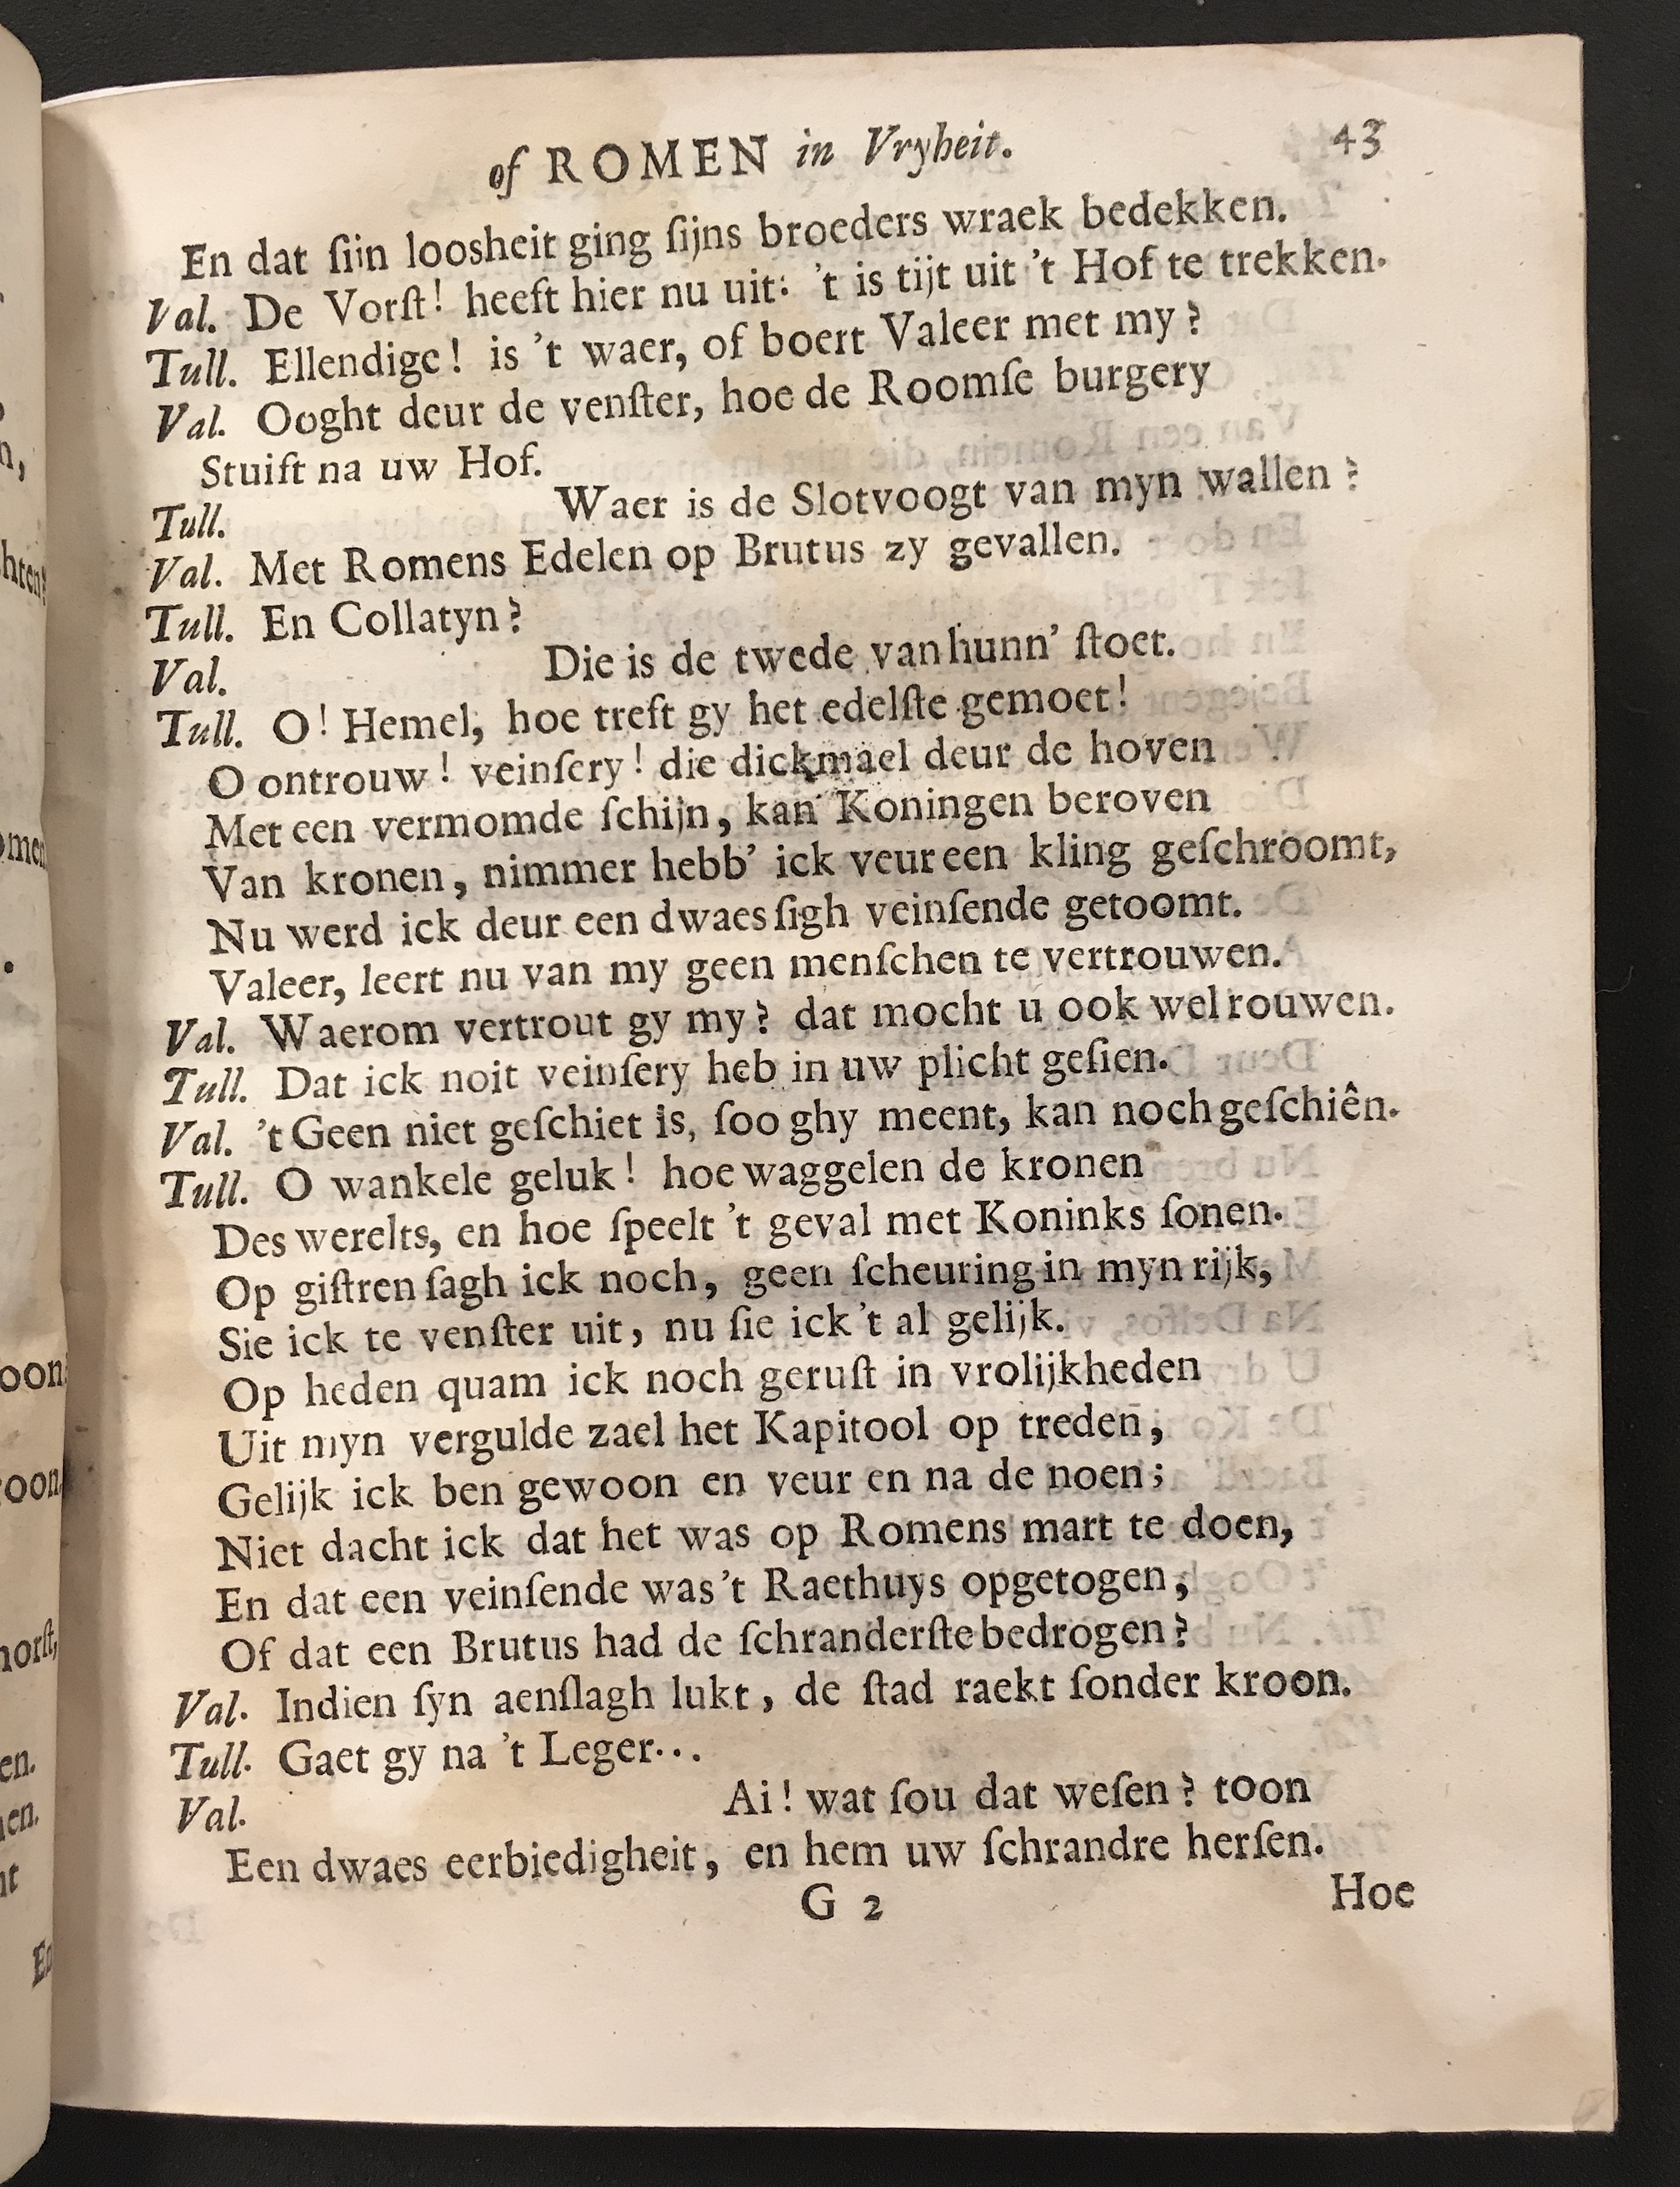 of ROMEN in Vryheit. 43
En dat ſiin loosheit ging ſijns broeders wraek bedekken.
Val. De Vorſt! heeft hier nu uit: 't is tijt uit 't Hof te trekken.
Tull. Ellendige! is 't waer, of boert Valeer met my?
Val. Ooght deur de venſter, hoe de Roomſe burgery
Stuift na uw Hof.
Tull. Waer is de Slotvoogt van myn wallen?
Val. Met Romens Edelen op Brutus zy gevallen.
Tull. En Collatyn?
Val. Die is de twede van hunn' ſtoet.
Tull. O! Hemel, hoe treft gy het edelſte gemoet!
O ontrouw! veinſery! die dickmael deur de hoven
Met een vermomde ſchijn, kan Koningen beroven
Van kronen, nimmer hebb' ick veur een kling geſchroomt,
Nu werd ick deur een dwaes ſigh veinſende getoomt.
Valeer, leert nu van my geen menſchen te vertrouwen.
Val. Waerom vertrout gy my? dat mocht u ook wel rouwen.
Tull. Dat ick noit veinſery heb in uw plicht geſien.
Val. 't Geen niet geſchiet is, ſoo ghy meent, kan noch geſchiên.
Tull. O wankele geluk! hoe waggelen de kronen
Des werelts, en hoe ſpeelt 't geval met Koninks ſonen.
Op giſtren ſagh ick noch, geen ſcheuring in myn rijk,
Sie ick te venſter uit, nu ſie ick 't al gelijk.
Op heden quam ick noch geruſt in vrolijkheden
Uit myn vergulde zael het Kapitool op treden,
Gelijk ick ben gewoon en veur en na de noen;
Niet dacht ick dat het was op Romens mart te doen,
En dat een veinſende was 't Raethuys opgetogen,
Of dat een Brutus had de ſchranderſte bedrogen?
Val. Indien ſyn aenſlagh lukt, de ſtad raekt ſonder kroon.
Tull. Gaet gy na 't Leger...
Val. Ai! wat ſou dat weſen? toon
Een dwaes eerbiedigheit, en hem uw ſchrandre herſen.
G 2 Hoe